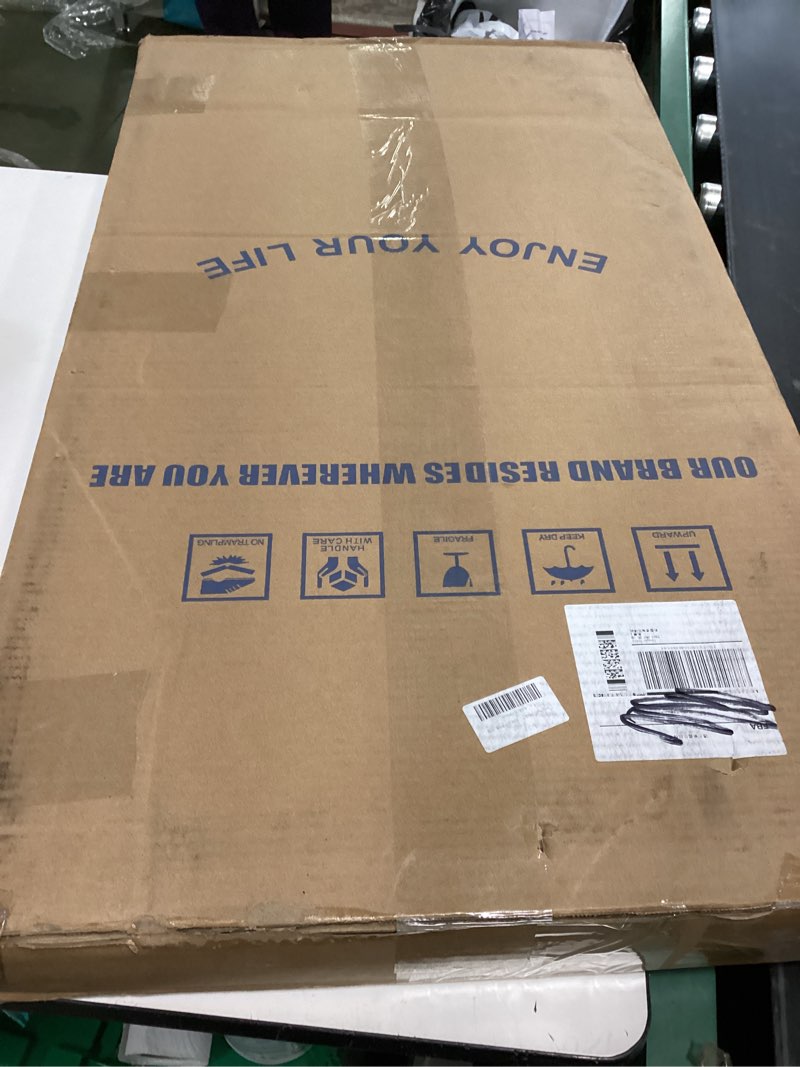 OUR BRAND RESIDES WHEREVER YOU ARE
ENJOY YOUR LIFE
UPWARD
KEEP DRY
FRAGILE
HANDLE
WITH CARE
NO TRAMPLING